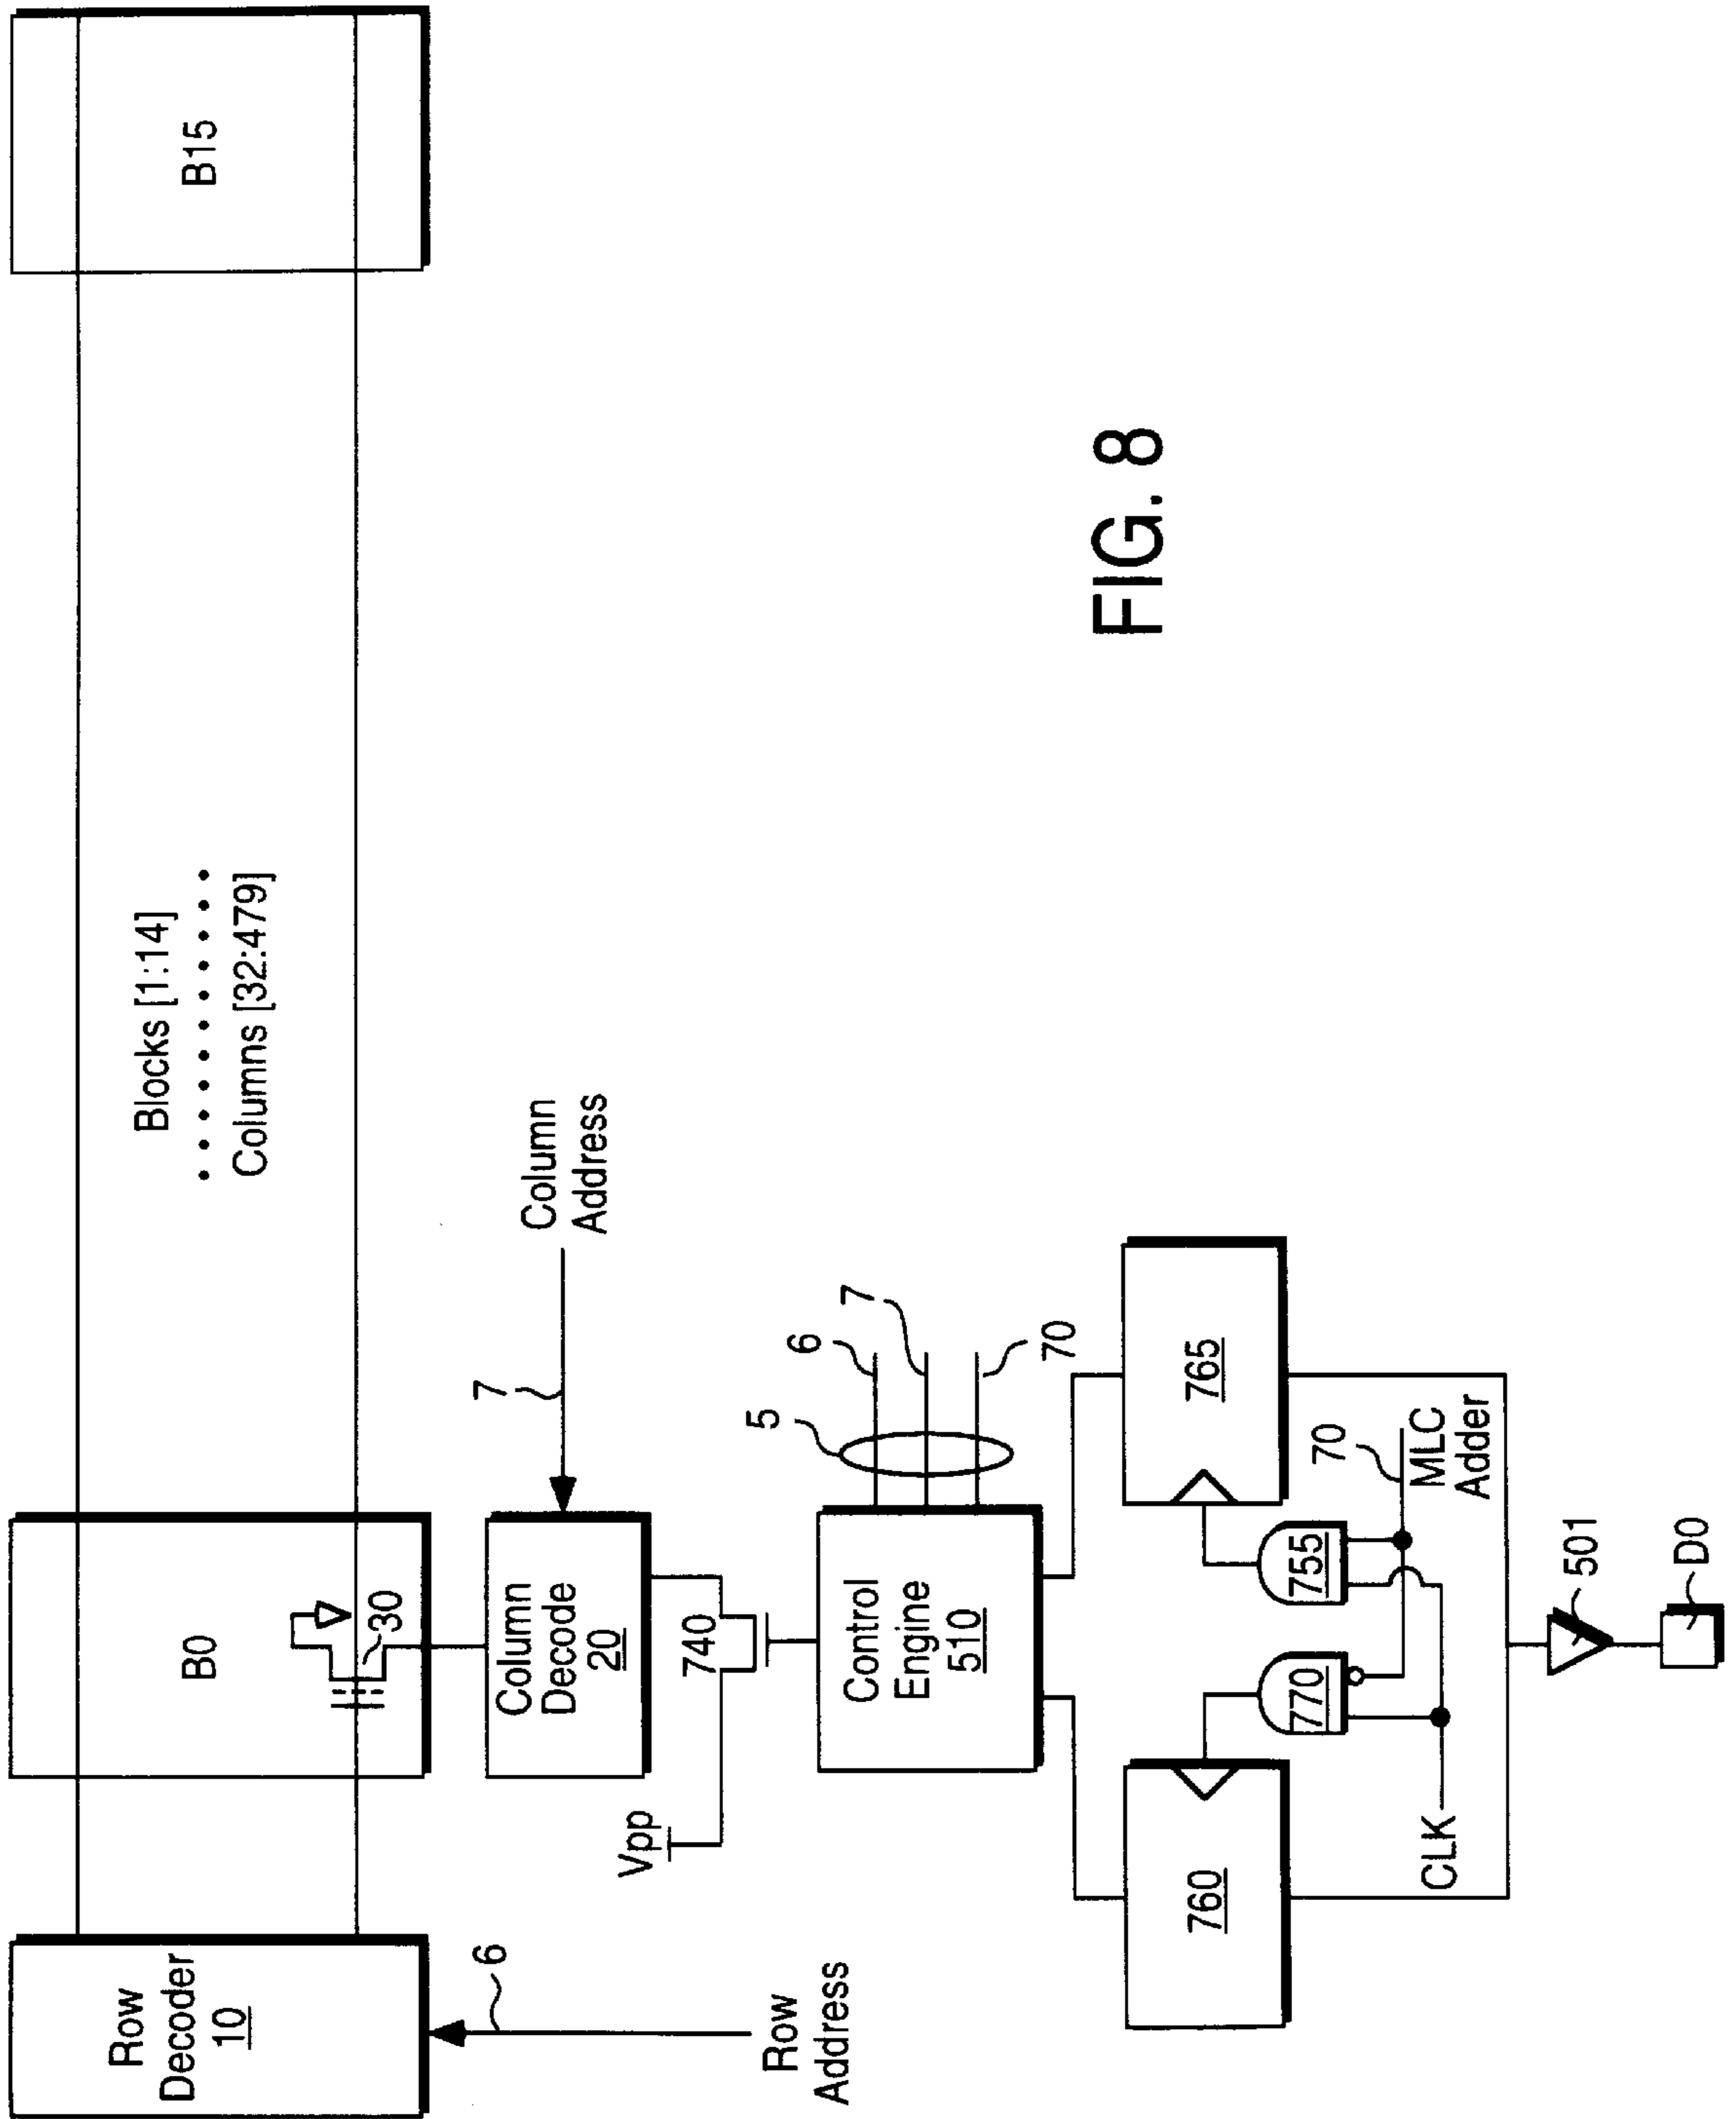 Row
Decoder
10
6
Row
Address
B0
30
Blocks [1:14]
Columns [32:479]
B15
Column
Decode
20
7
Column
Address
Vpp
740
Control
Engine
510
5
6
7
70
760
770
755
765
CLK
70
MLC
Adder
501
D0
FIG. 8